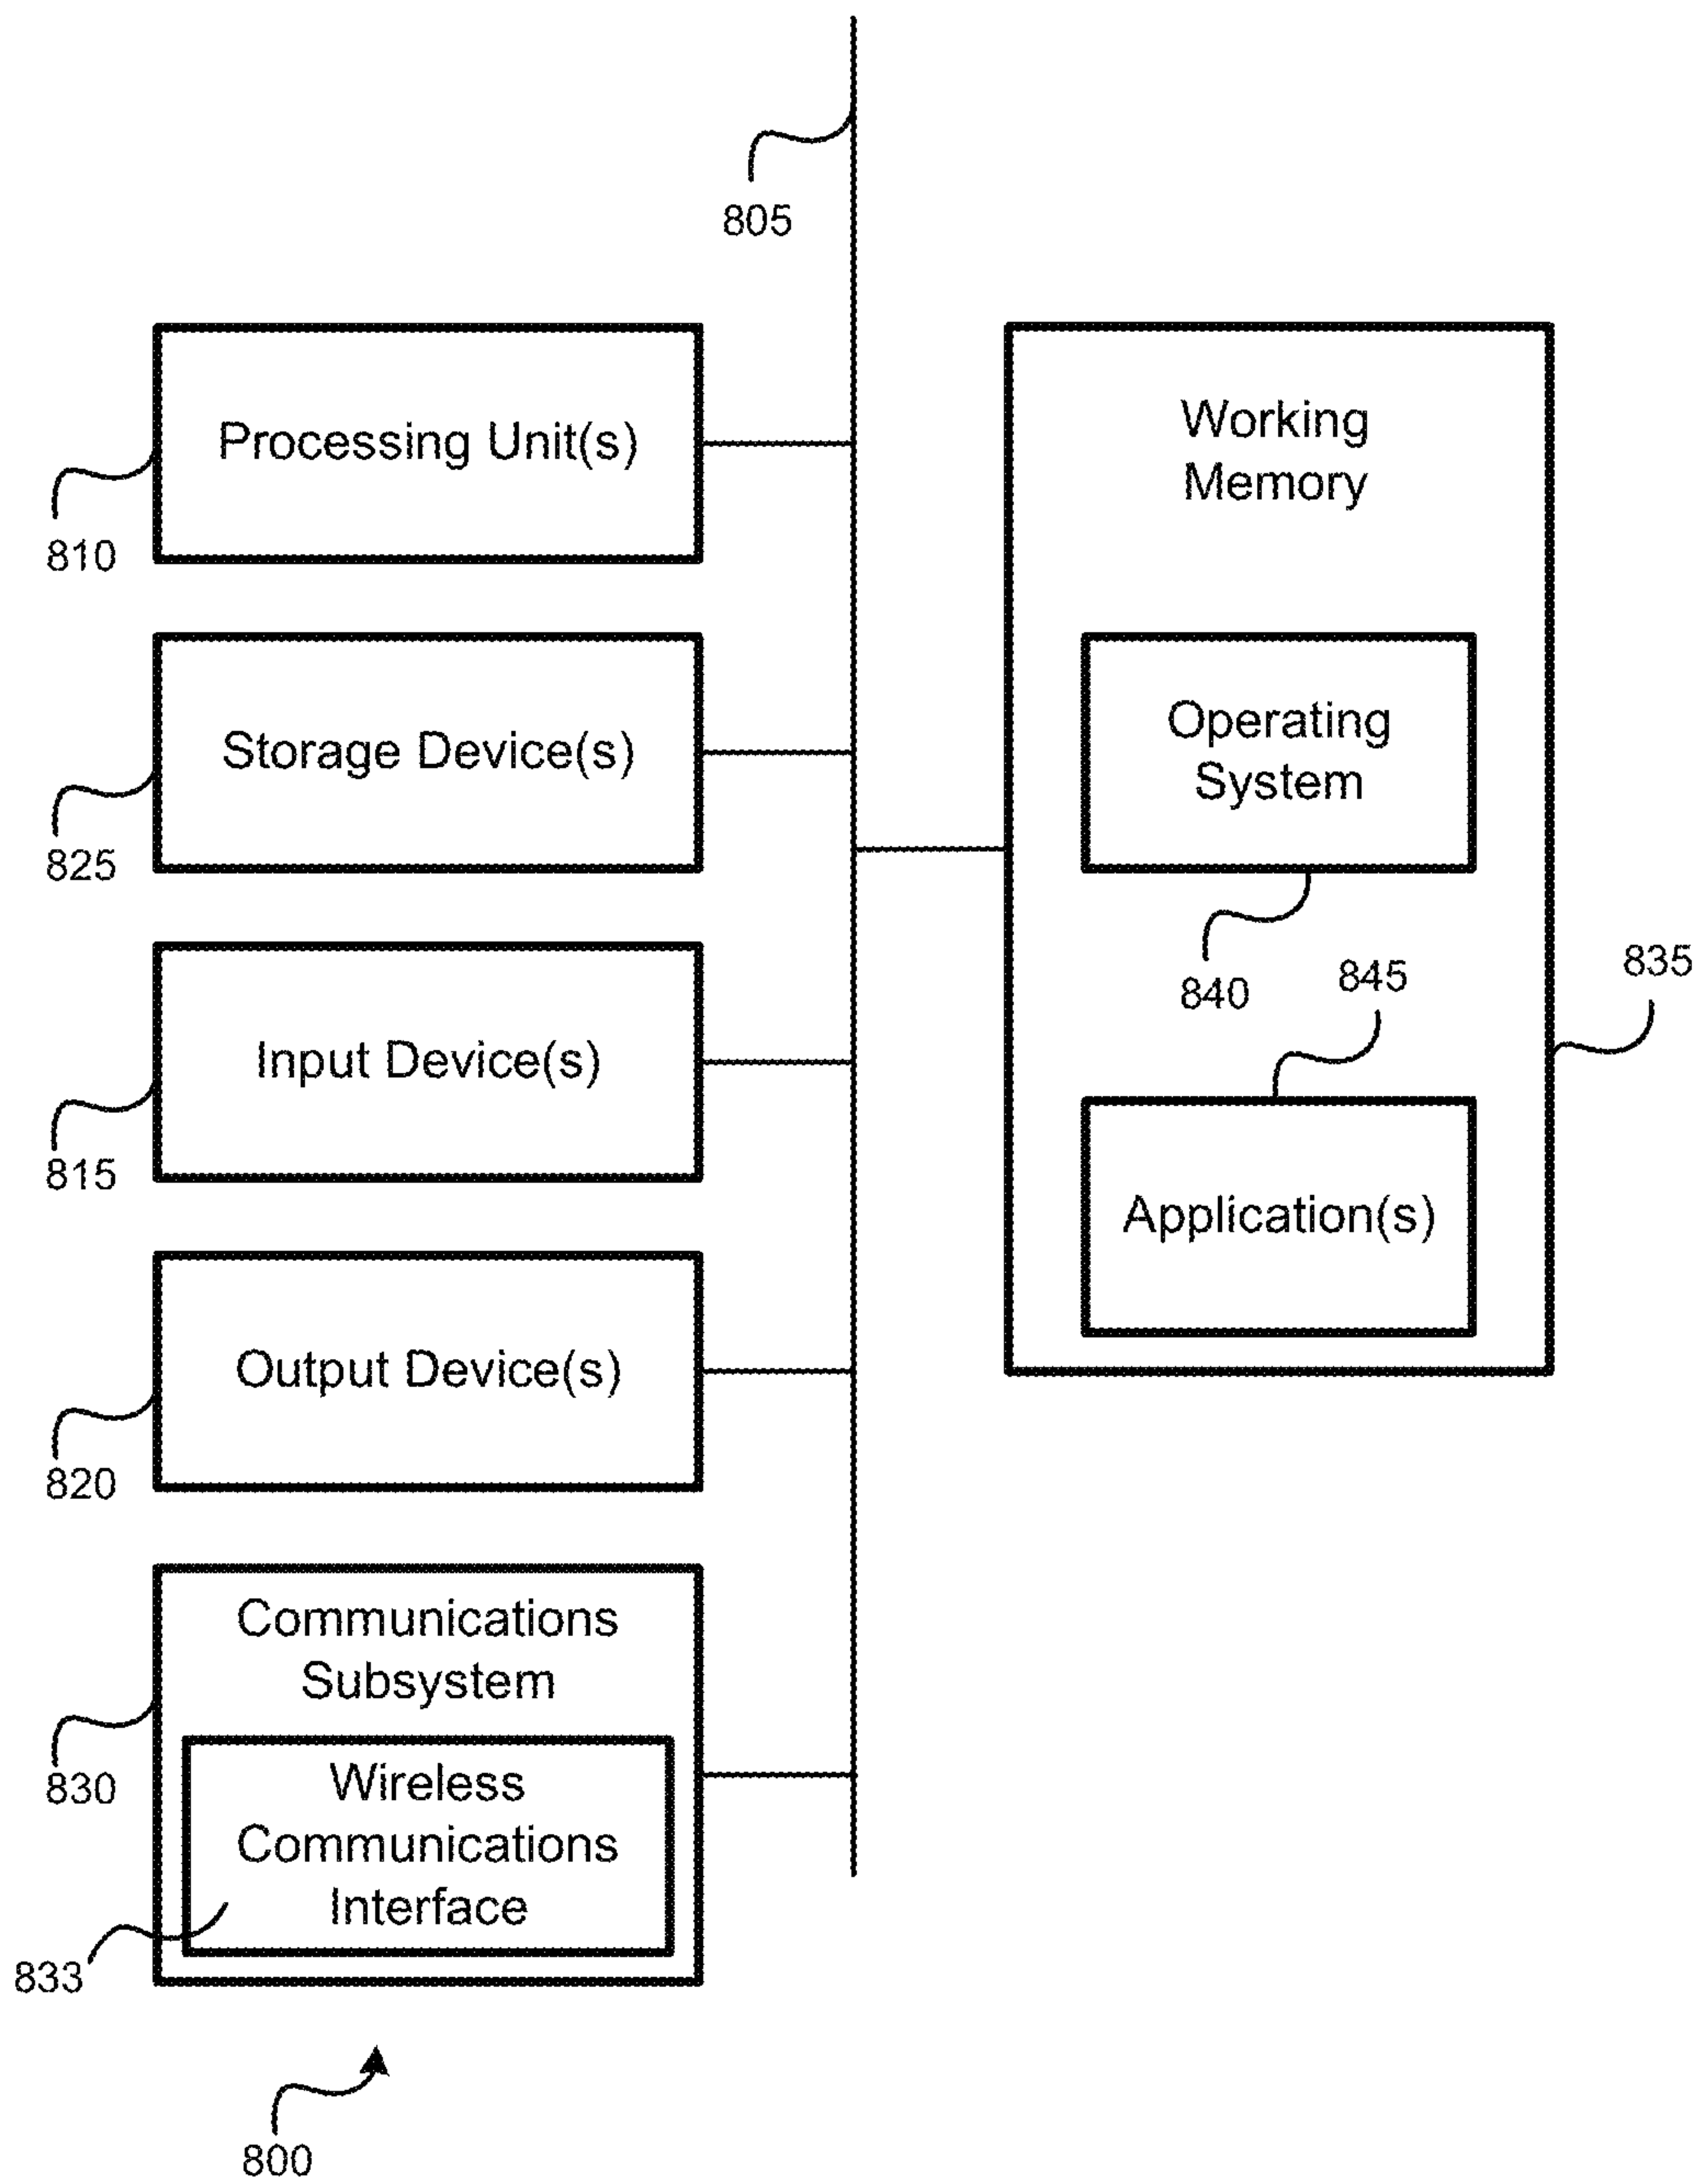 805
Processing Unit(s)
810
Storage Device(s)
825
Input Device(s)
815
Output Device(s)
820
Communications
Subsystem
830
Wireless
Communications
Interface
833
800
Working
Memory
Operating
System
840
845
835
Application(s)